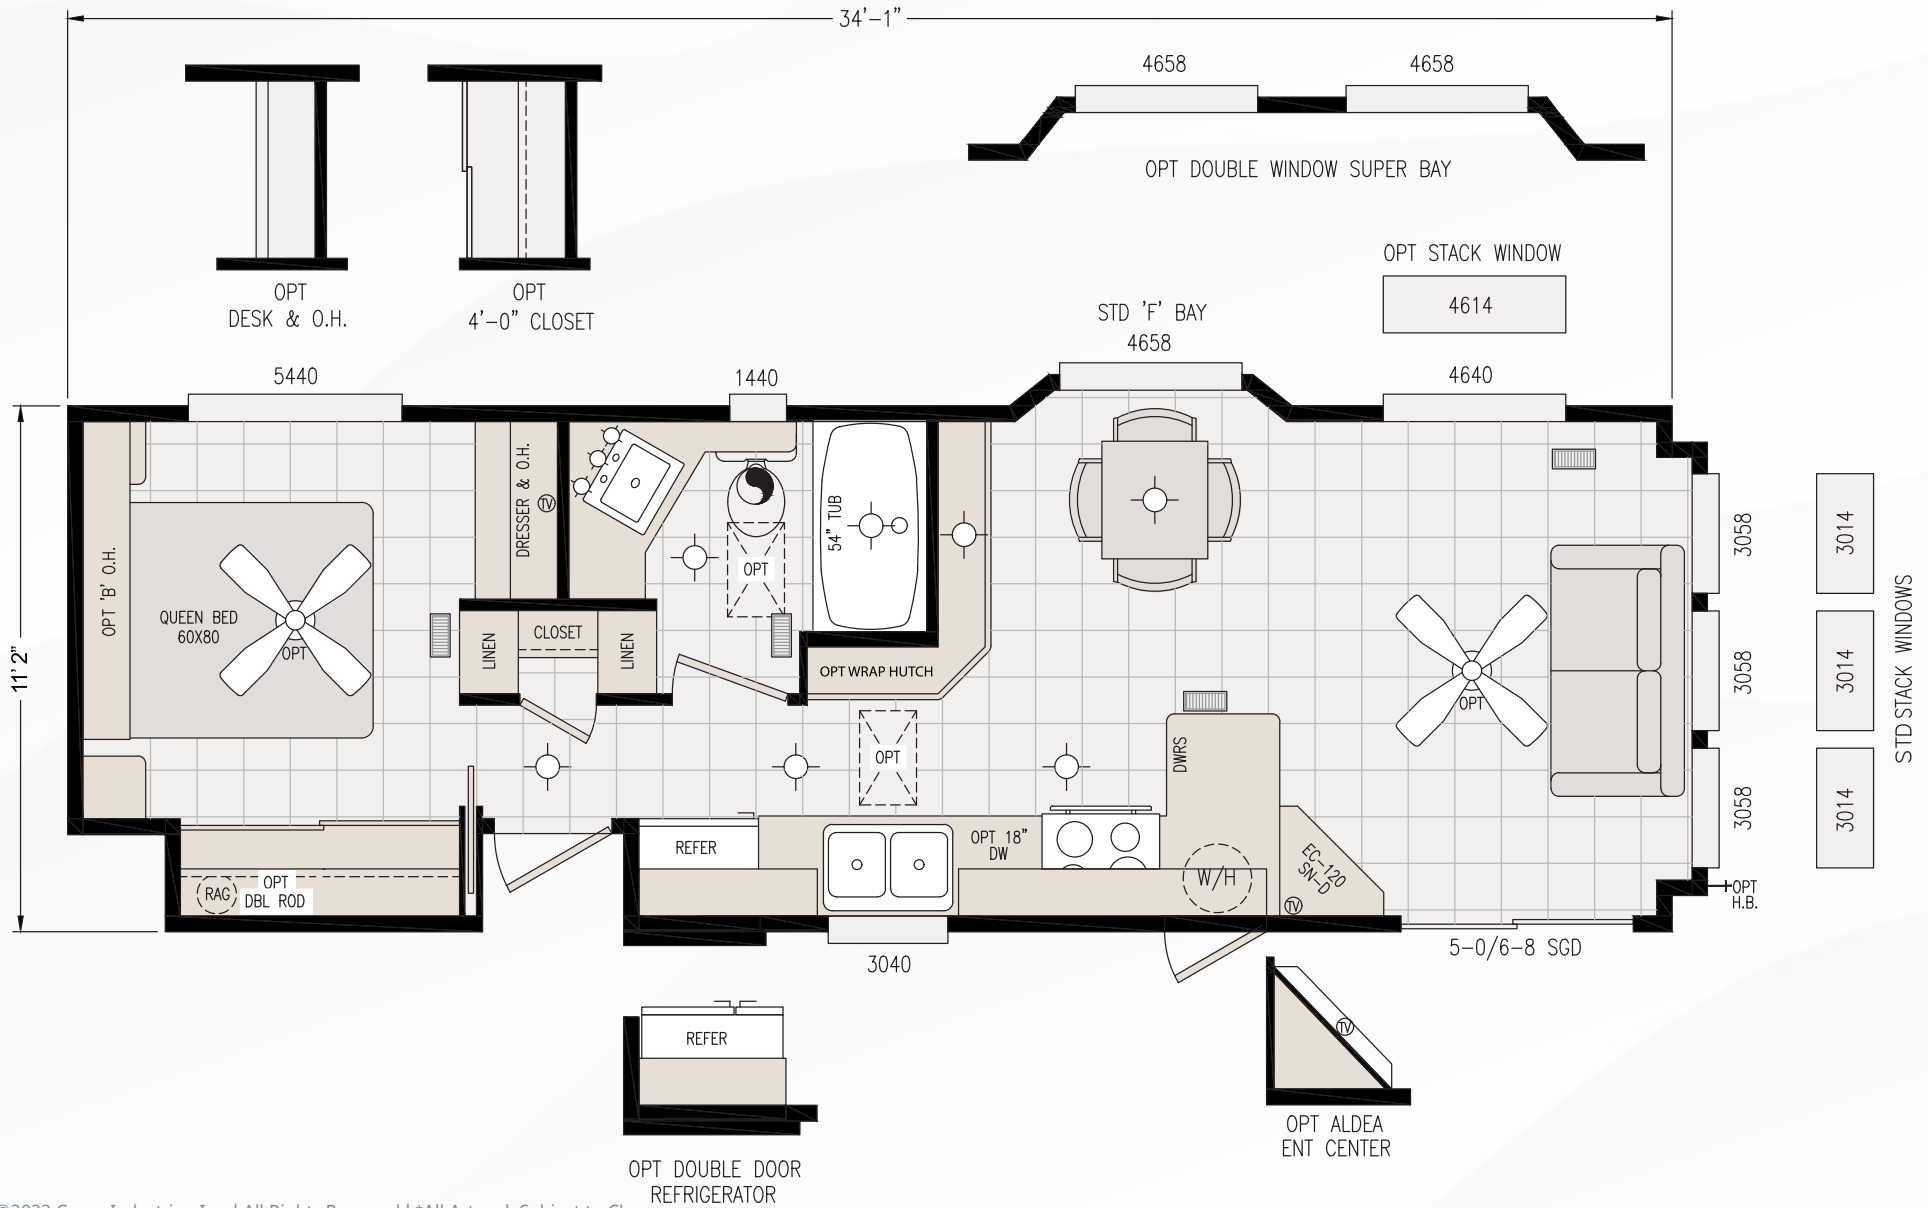 34'-1"
4658
4658
OPT DOUBLE WINDOW SUPER BAY
OPT
DESK & O.H.
OPT
4'-0" CLOSET
OPT STACK WINDOW
4614
STD 'F' BAY
4658
5440
1440
4640
11'2"
OPT 'B' O.H.
QUEEN BED
60X80
OPT
DRESSER & O.H.
TV
LINEN
CLOSET
LINEN
OPT
54" TUB
OPT WRAP HUTCH
OPT
OPT
DWRS
3058
3058
3058
3014
3014
3014
STD STACK WINDOWS
REFER
OPT 18"
DW
W/H
EC-120
SN-D
TV
RAG
OPT
DBL ROD
OPT
H.B.
5-0/6-8 SGD
3040
REFER
OPT DOUBLE DOOR
REFRIGERATOR
TV
OPT ALDEA
ENT CENTER